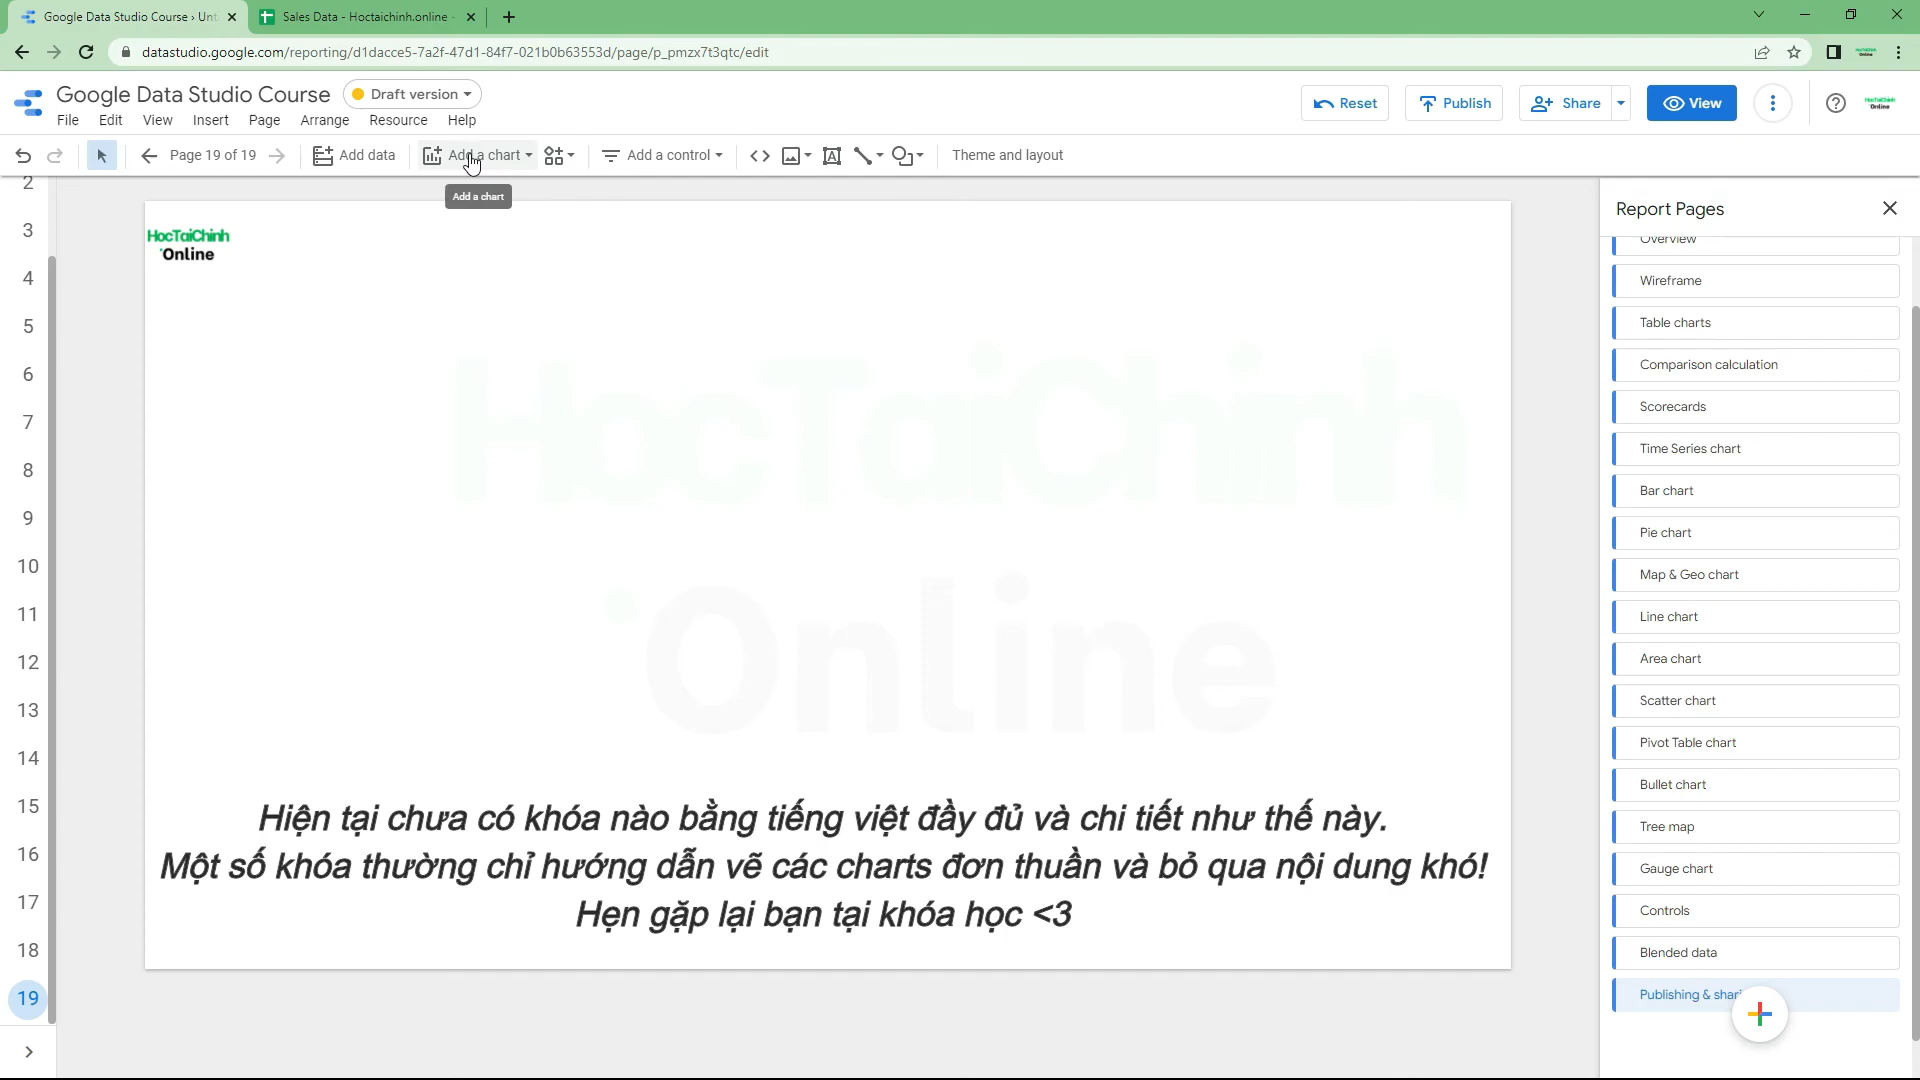 Google Data Studio Course › Unt
Sales Data - Hoctaichinh.online -
datastudio.google.com/reporting/d1dacce5-7a2f-47d1-84f7-021b0b63553d/page/p_pmzx7t3qtc/edit
Google Data Studio Course
Draft version
Reset
Publish
Share
View
HocTaiChinh
Online
File
Edit
View
Insert
Page
Arrange
Resource
Help
Page 19 of 19
Add data
Add a chart
Add a control
Theme and layout
Add a chart
2
3
4
5
6
7
8
9
10
11
12
13
14
15
16
17
18
19
HocTaiChinh
Online
HocTaiChinh
Online
Hiện tại chưa có khóa nào bằng tiếng việt đầy đủ và chi tiết như thế này.
Một số khóa thường chỉ hướng dẫn vẽ các charts đơn thuần và bỏ qua nội dung khó!
Hẹn gặp lại bạn tại khóa học <3
Report Pages
Overview
Wireframe
Table charts
Comparison calculation
Scorecards
Time Series chart
Bar chart
Pie chart
Map & Geo chart
Line chart
Area chart
Scatter chart
Pivot Table chart
Bullet chart
Tree map
Gauge chart
Controls
Blended data
Publishing & shari